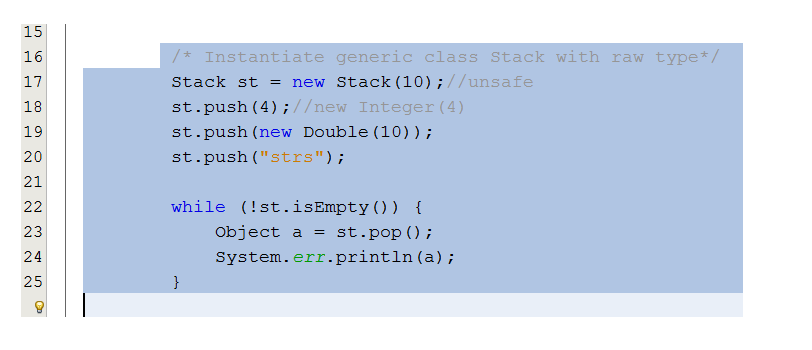 15
16 /* Instantiate generic class Stack with raw type*/
17 Stack st = new Stack(10);//unsafe
18 st.push(4);//new Integer(4)
19 st.push(new Double(10));
20 st.push("strs");
21
22 while (!st.isEmpty()) {
23 Object a = st.pop();
24 System.err.println(a);
25 }